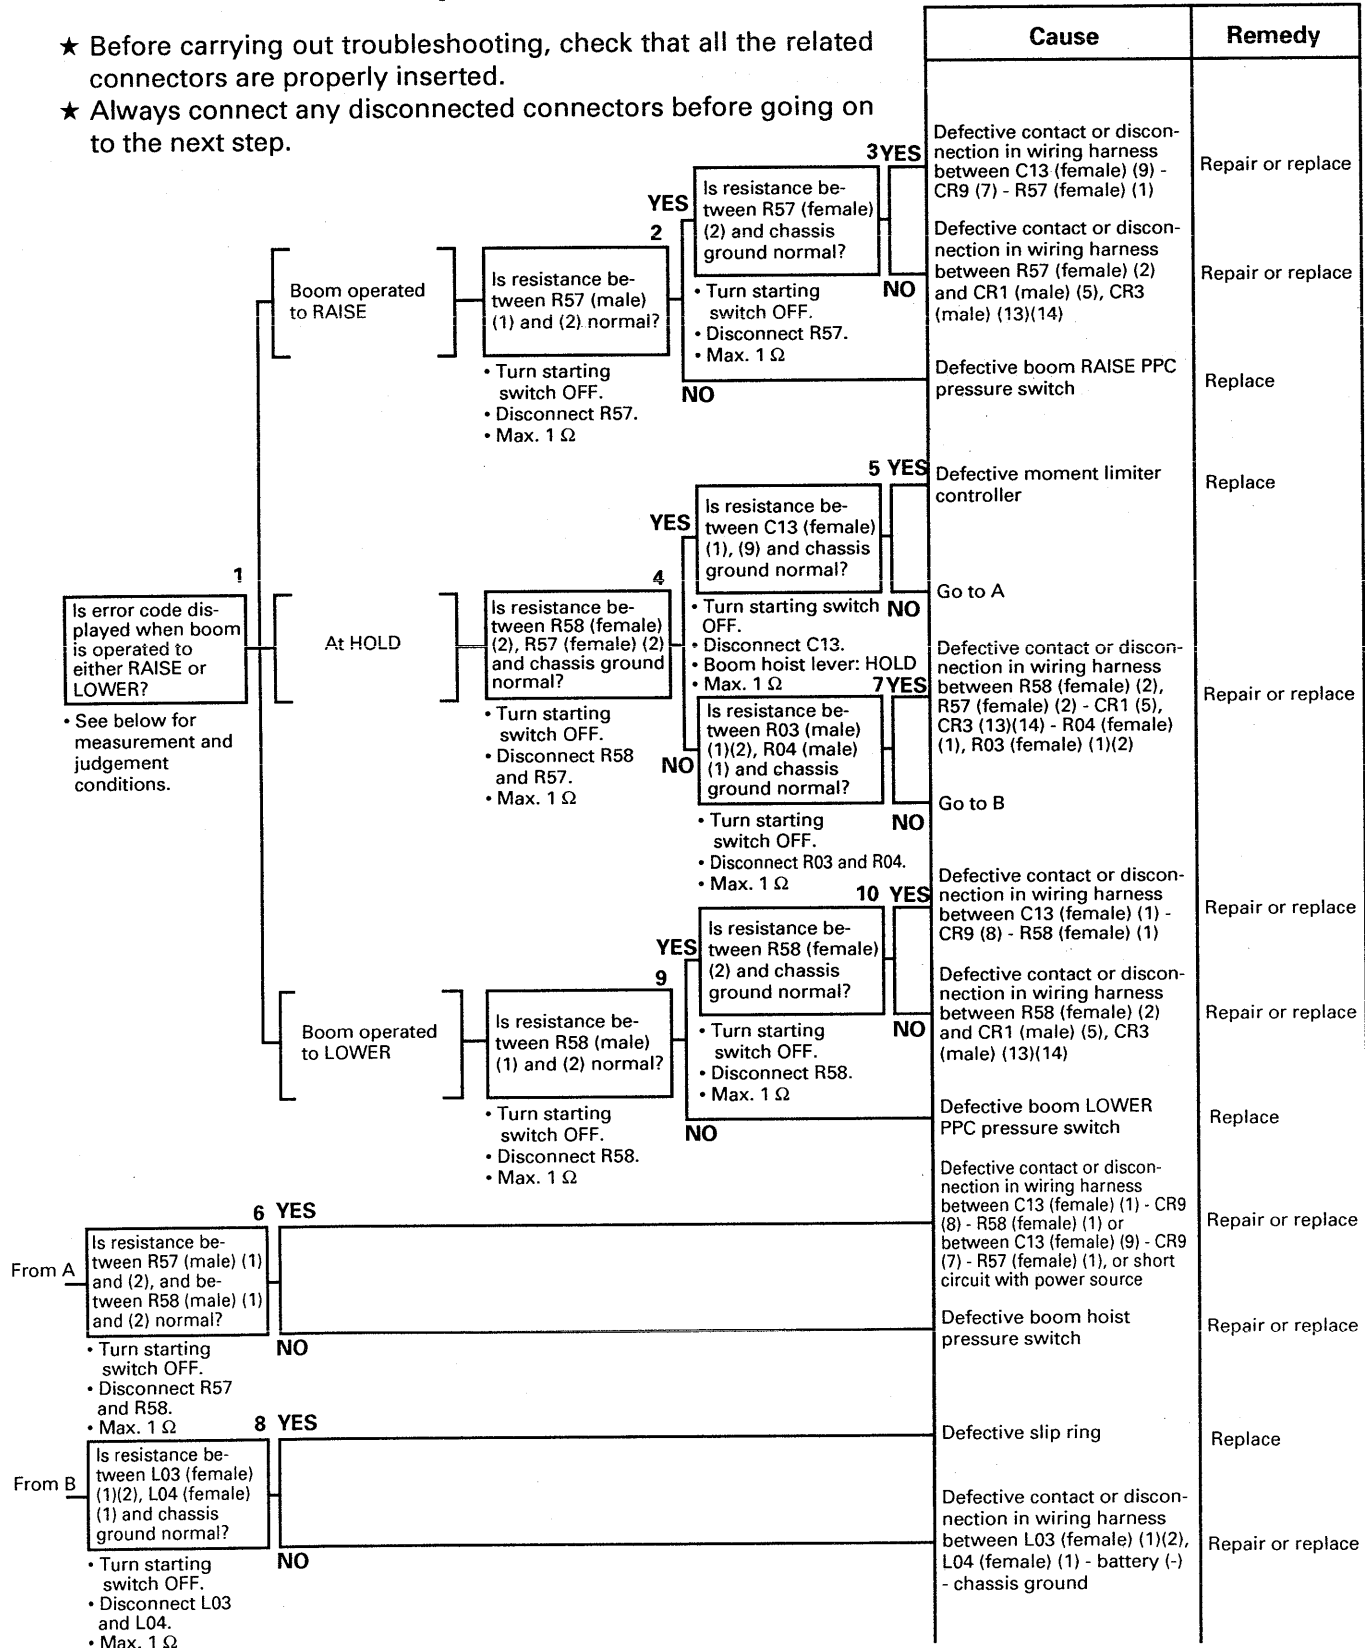 ★ Before carrying out troubleshooting, check that all the related
connectors are properly inserted.
★ Always connect any disconnected connectors before going on
to the next step.
Cause
Remedy
1
Is error code dis-
played when boom
is operated to
either RAISE or
LOWER?
• See below for
measurement and
judgement
conditions.
Boom operated
to RAISE
2
Is resistance be-
tween R57 (male)
(1) and (2) normal?
• Turn starting
switch OFF.
• Disconnect R57.
• Max. 1 Ω
YES
3 YES
Is resistance be-
tween R57 (female)
(2) and chassis
ground normal?
NO
• Turn starting
switch OFF.
• Disconnect R57.
• Max. 1 Ω
NO
Defective contact or discon-
nection in wiring harness
between C13 (female) (9) -
CR9 (7) - R57 (female) (1)
Repair or replace
Defective contact or discon-
nection in wiring harness
between R57 (female) (2)
and CR1 (male) (5), CR3
(male) (13)(14)
Repair or replace
Defective boom RAISE PPC
pressure switch
Replace
At HOLD
4
Is resistance be-
tween R58 (female)
(2), R57 (female) (2)
and chassis ground
normal?
• Turn starting
switch OFF.
• Disconnect R58
and R57.
• Max. 1 Ω
YES
5 YES
Is resistance be-
tween C13 (female)
(1), (9) and chassis
ground normal?
NO
• Turn starting switch
OFF.
• Disconnect C13.
• Boom hoist lever: HOLD
• Max. 1 Ω
NO
7 YES
Is resistance be-
tween R03 (male)
(1)(2), R04 (male)
(1) and chassis
ground normal?
NO
• Turn starting
switch OFF.
• Disconnect R03 and R04.
• Max. 1 Ω
Defective moment limiter
controller
Replace
Go to A
Defective contact or discon-
nection in wiring harness
between R58 (female) (2),
R57 (female) (2) - CR1 (5),
CR3 (13)(14) - R04 (female)
(1), R03 (female) (1)(2)
Repair or replace
Go to B
Boom operated
to LOWER
9
Is resistance be-
tween R58 (male)
(1) and (2) normal?
• Turn starting
switch OFF.
• Disconnect R58.
• Max. 1 Ω
YES
10 YES
Is resistance be-
tween R58 (female)
(2) and chassis
ground normal?
NO
• Turn starting
switch OFF.
• Disconnect R58.
• Max. 1 Ω
NO
Defective contact or discon-
nection in wiring harness
between C13 (female) (1) -
CR9 (8) - R58 (female) (1)
Repair or replace
Defective contact or discon-
nection in wiring harness
between R58 (female) (2)
and CR1 (male) (5), CR3
(male) (13)(14)
Repair or replace
Defective boom LOWER
PPC pressure switch
Replace
From A
6 YES
Is resistance be-
tween R57 (male) (1)
and (2), and be-
tween R58 (male) (1)
and (2) normal?
NO
• Turn starting
switch OFF.
• Disconnect R57
and R58.
• Max. 1 Ω
Defective contact or discon-
nection in wiring harness
between C13 (female) (1) - CR9
(8) - R58 (female) (1) or
between C13 (female) (9) - CR9
(7) - R57 (female) (1), or short
circuit with power source
Repair or replace
Defective boom hoist
pressure switch
Repair or replace
From B
8 YES
Is resistance be-
tween L03 (female)
(1)(2), L04 (female)
(1) and chassis
ground normal?
NO
• Turn starting
switch OFF.
• Disconnect L03
and L04.
• Max. 1 Ω
Defective slip ring
Replace
Defective contact or discon-
nection in wiring harness
between L03 (female) (1)(2),
L04 (female) (1) - battery (-)
- chassis ground
Repair or replace